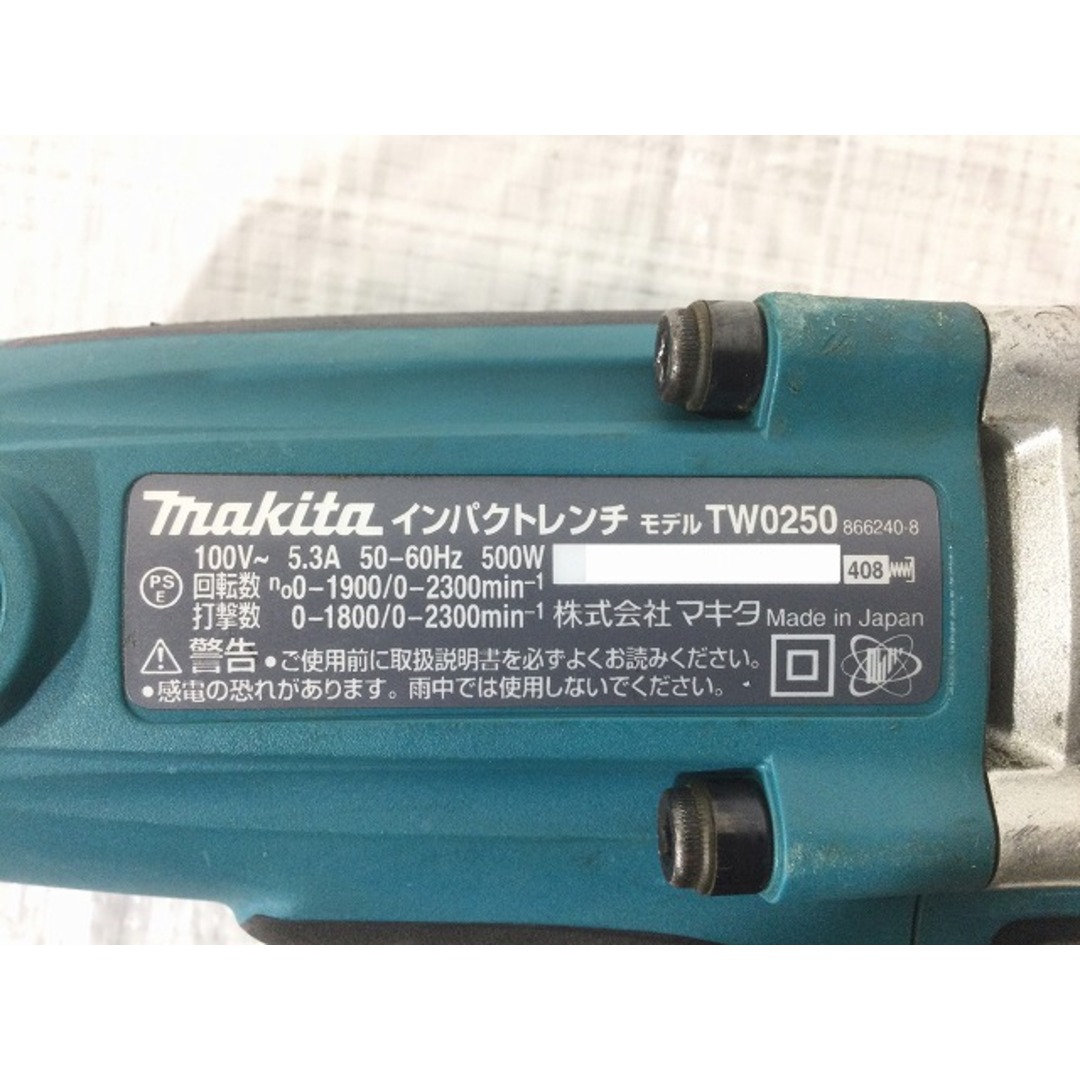 makita インパクトレンチ モデル TW0250 866240-8
100V~ 5.3A 50-60Hz 500W
408
PSE 回転数 no0-1900/0-2300min-1
打撃数 0-1800/0-2300min-1 株式会社 マキタ Made in Japan
警告 •ご使用前に取扱説明書を必ずよくお読みください。
•感電の恐れがあります。雨中では使用しないでください。